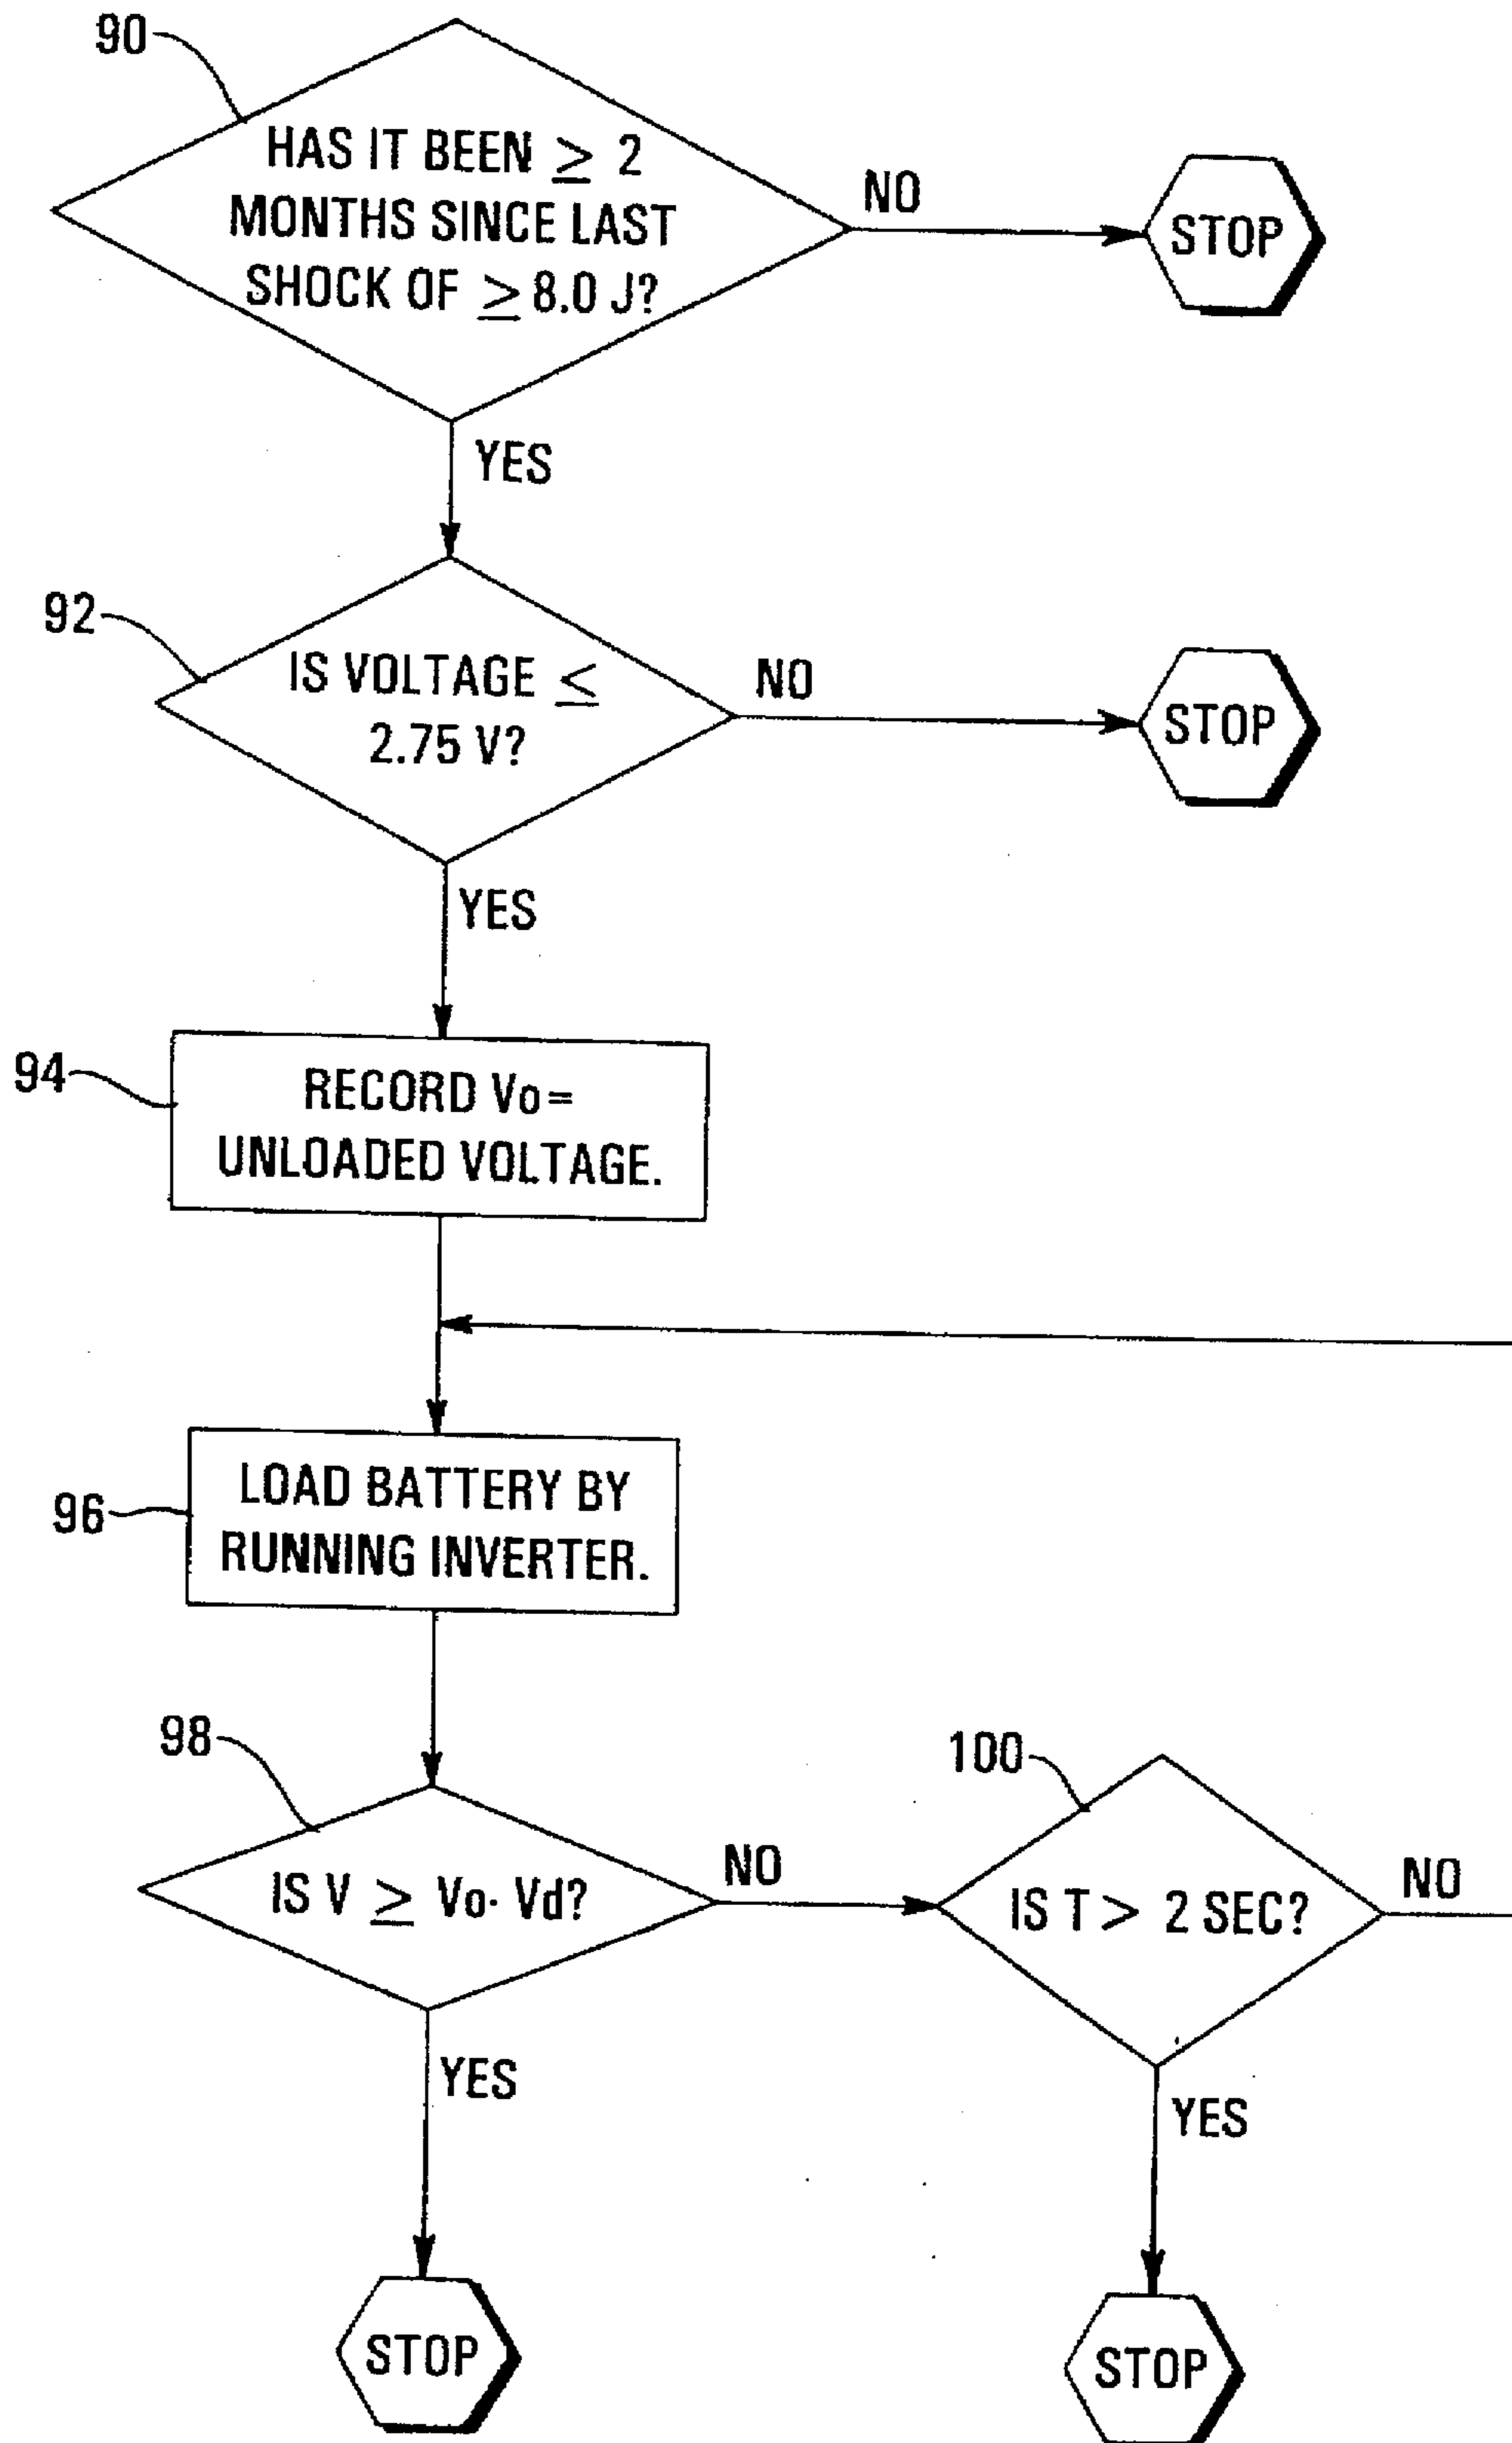 90
HAS IT BEEN ≥ 2
MONTHS SINCE LAST
SHOCK OF ≥ 8.0 J?
NO
STOP
YES
92
IS VOLTAGE ≤
2.75 V?
NO
STOP
YES
94
RECORD Vo=
UNLOADED VOLTAGE.
96
LOAD BATTERY BY
RUNNING INVERTER.
98
IS V ≥ Vo· Vd?
NO
100
IS T > 2 SEC?
NO
YES
YES
STOP
STOP